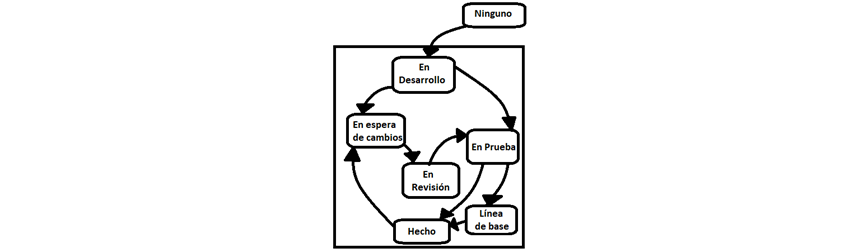 Ninguno
En
Desarrollo
En espera
de cambios
En Prueba
En
Revisión
Línea
de base
Hecho